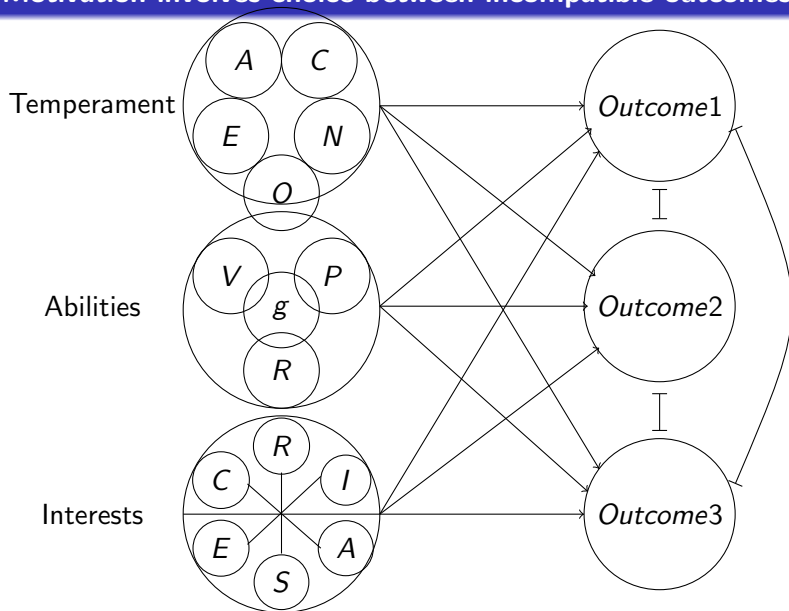 Motivation involves choice between incompatible outcomes
A C
Temperament
Outcome1
E N
O
V P
Abilities
g
Outcome2
R
R
C I
Interests
Outcome3
E A
S